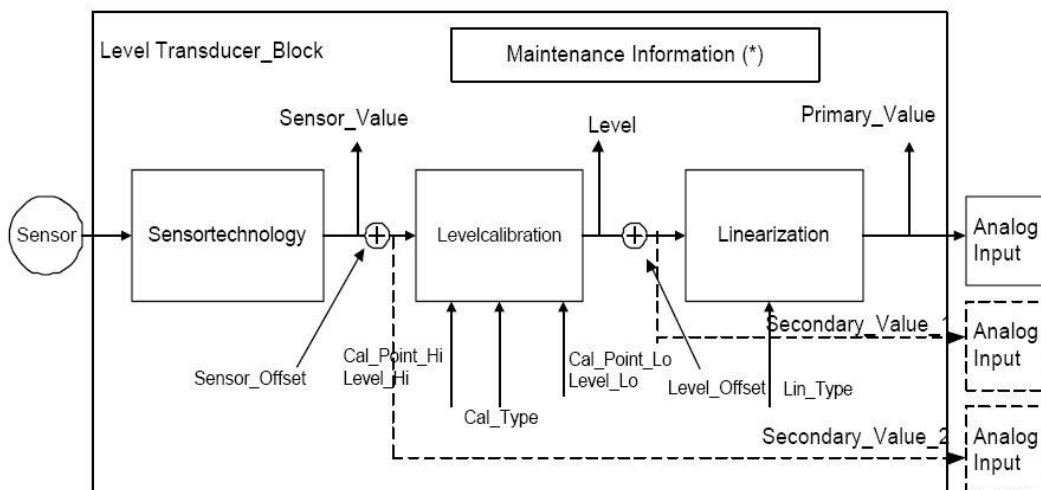 Level Transducer_Block
Maintenance Information (*)
Sensor_Value
Level
Primary_Value
Sensor
Sensortechnology
Levelcalibration
Linearization
Analog
Input
Sensor_Offset
Cal_Point_Hi
Level_Hi
Cal_Type
Cal_Point_Lo
Level_Lo
Level_Offset
Lin_Type
Secondary_Value_1
Analog
Input
Secondary_Value_2
Analog
Input